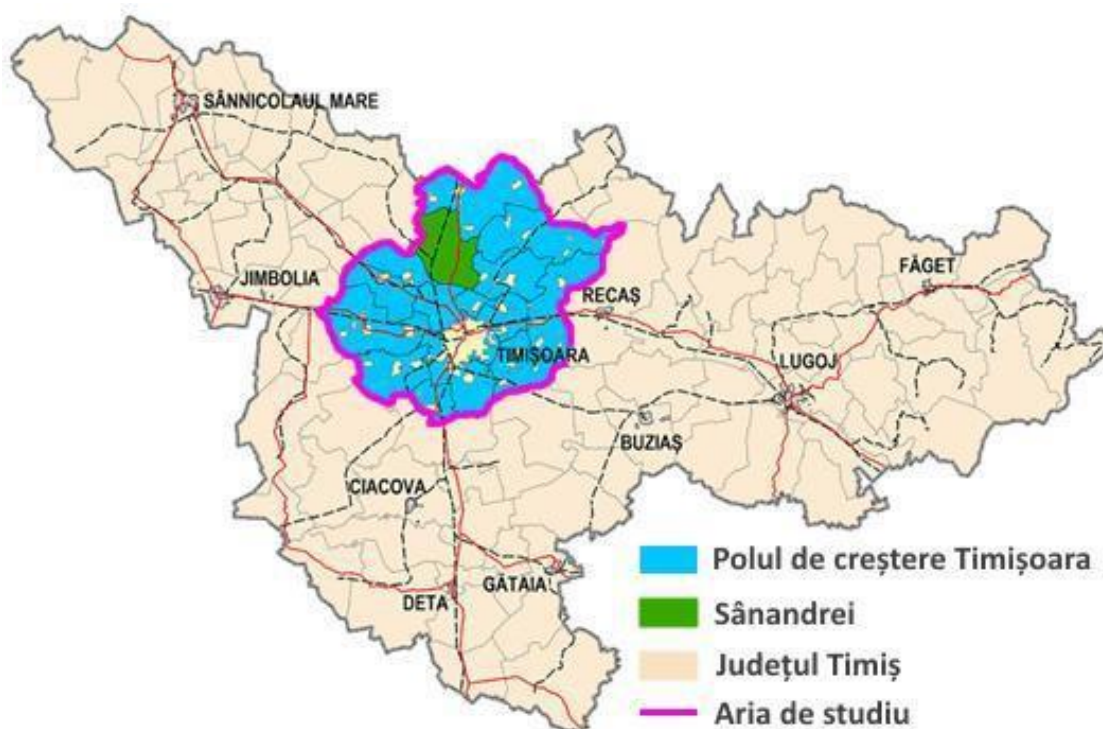 SÂNNICOLAUL MARE
JIMBOLIA
FĂGET
RECAȘ
TIMIȘOARA
LUGOJ
BUZIAȘ
CIACOVA
GĂTAIA
DETA
Polul de creștere Timișoara
Sânandrei
Județul Timiș
Aria de studiu